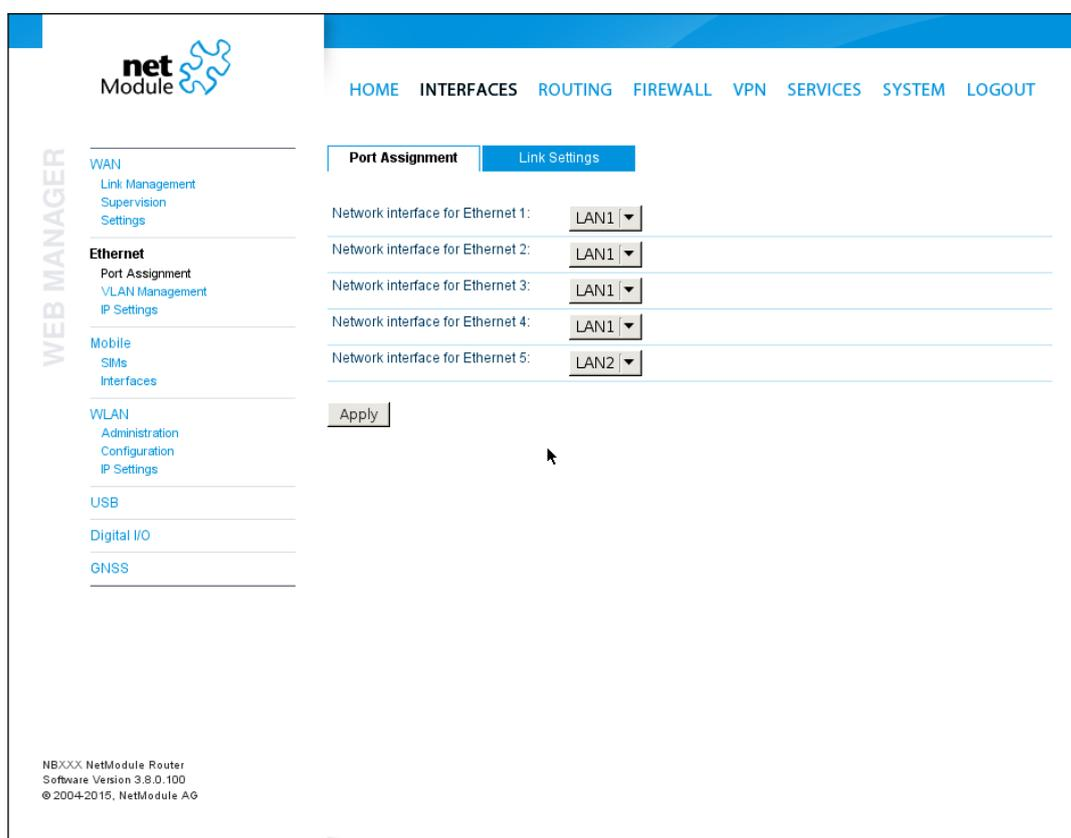 net
Module
HOME INTERFACES ROUTING FIREWALL VPN SERVICES SYSTEM LOGOUT
WEB MANAGER
WAN
Link Management
Supervision
Settings
Ethernet
Port Assignment
VLAN Management
IP Settings
Mobile
SIMs
Interfaces
WLAN
Administration
Configuration
IP Settings
USB
Digital I/O
GNSS
Port Assignment Link Settings
Network interface for Ethernet 1: LAN1
Network interface for Ethernet 2: LAN1
Network interface for Ethernet 3: LAN1
Network interface for Ethernet 4: LAN1
Network interface for Ethernet 5: LAN2
Apply
NBXXX NetModule Router
Software Version 3.8.0.100
© 2004-2015, NetModule AG